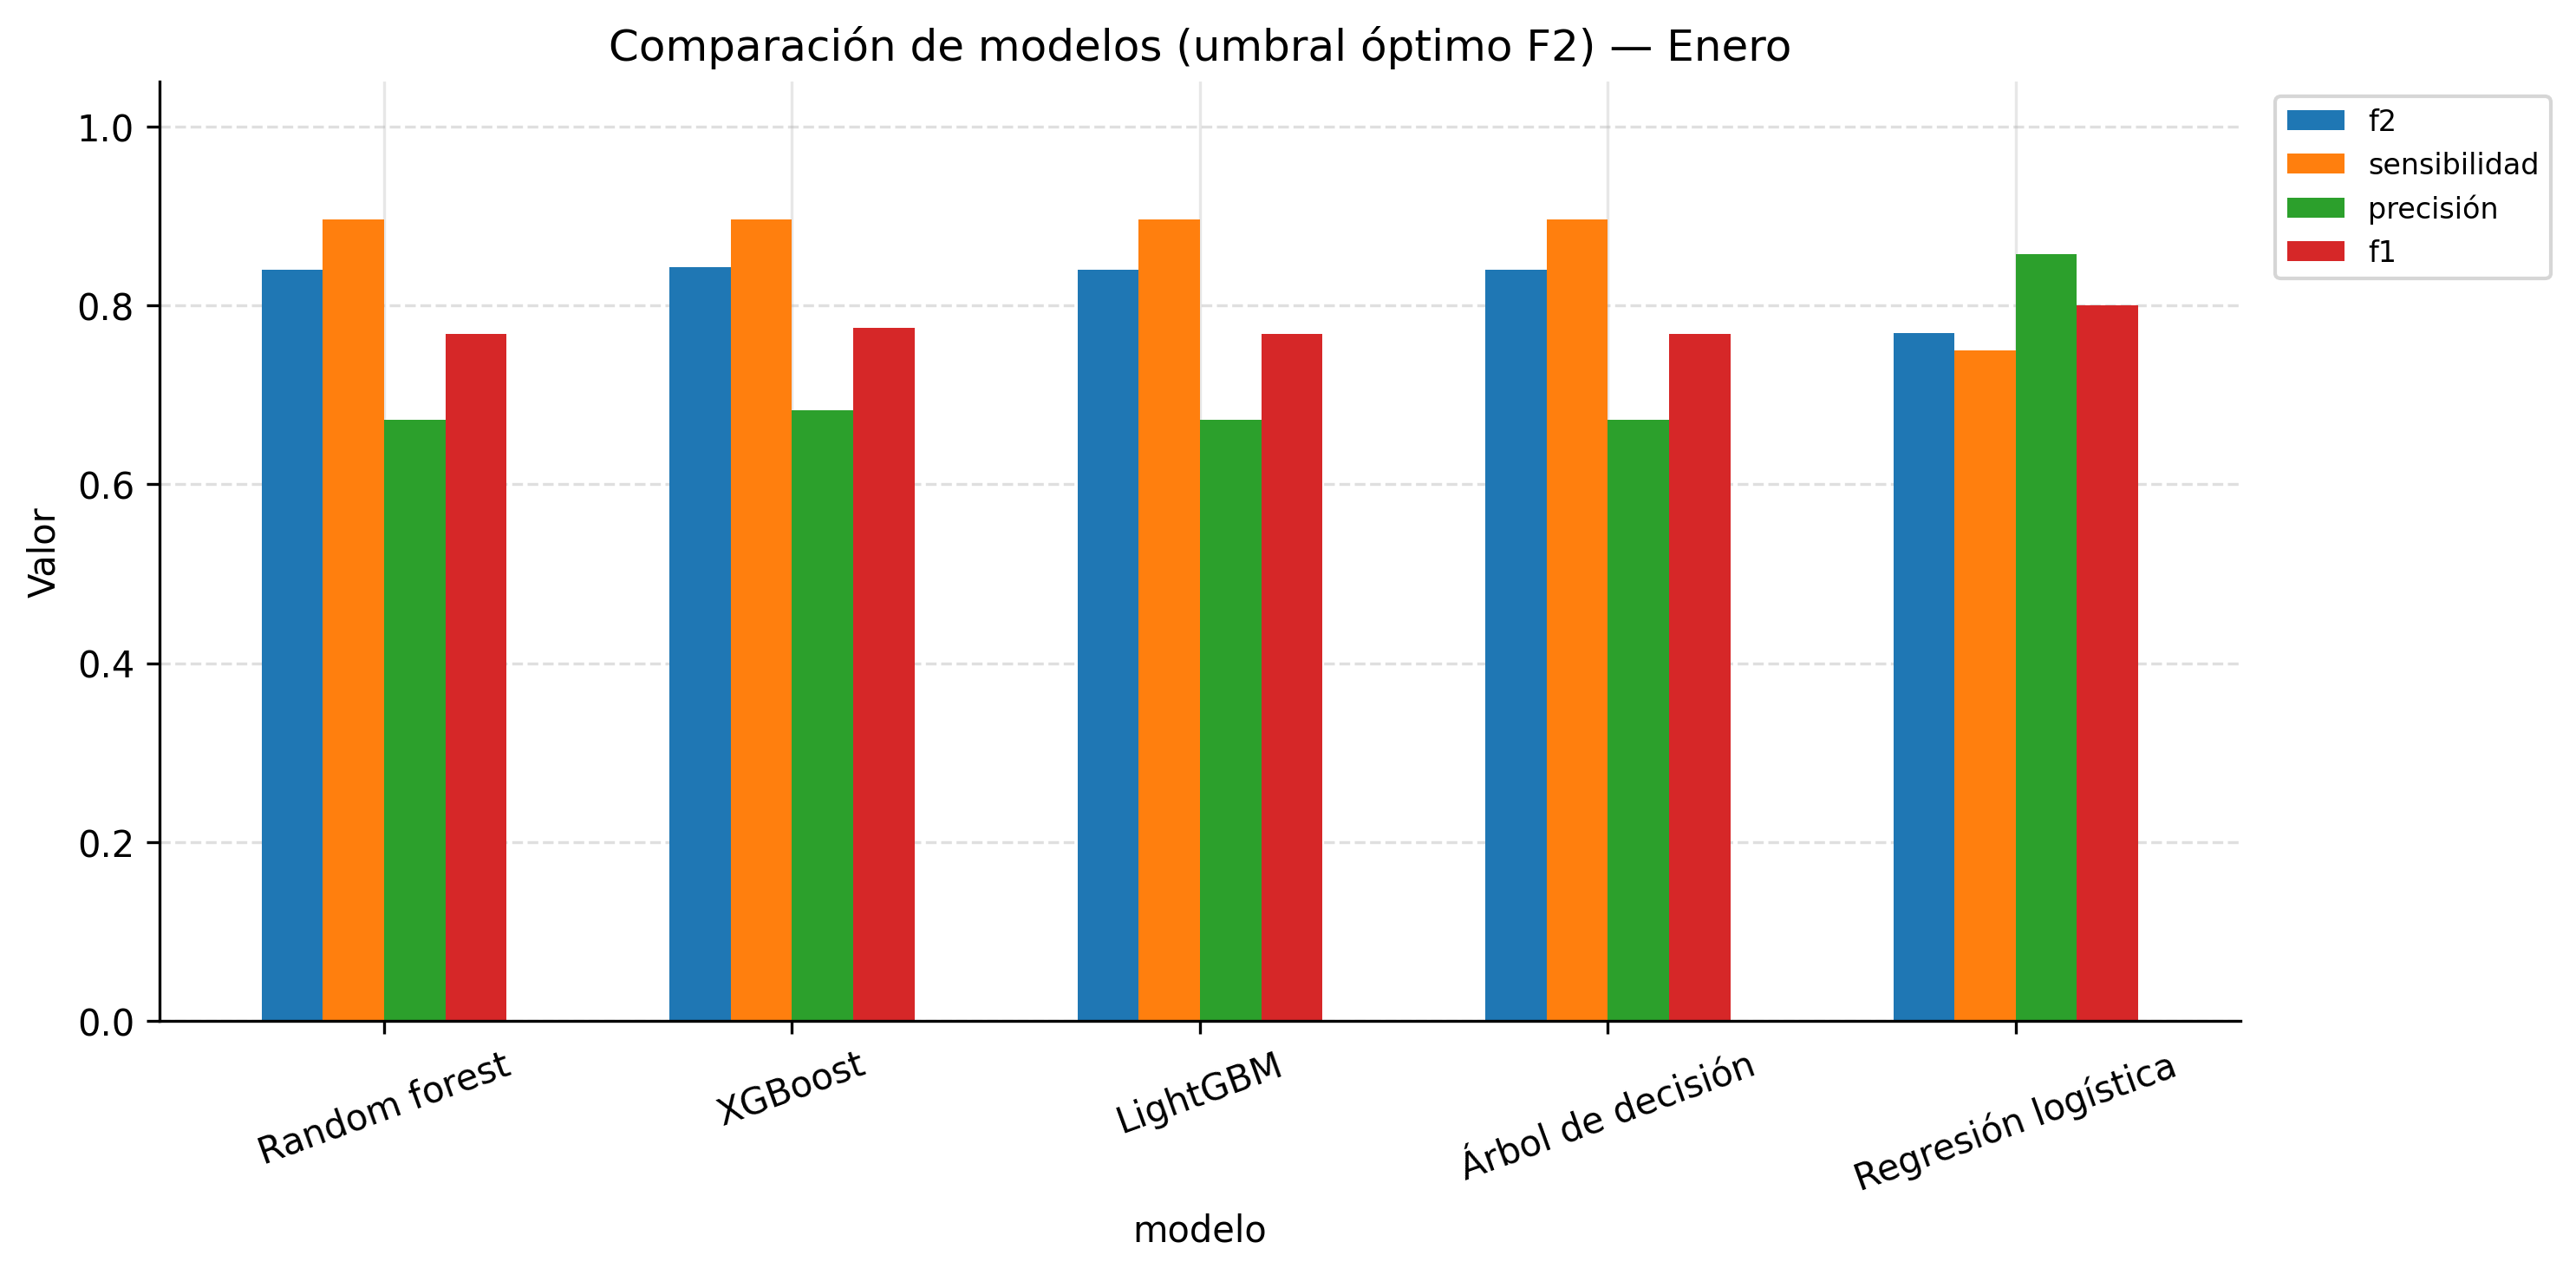 Comparación de modelos (umbral óptimo F2) — Enero
f2
sensibilidad
precisión
f1
Valor
1.0
0.8
0.6
0.4
0.2
0.0
Random forest
XGBoost
LightGBM
Árbol de decisión
Regresión logística
modelo